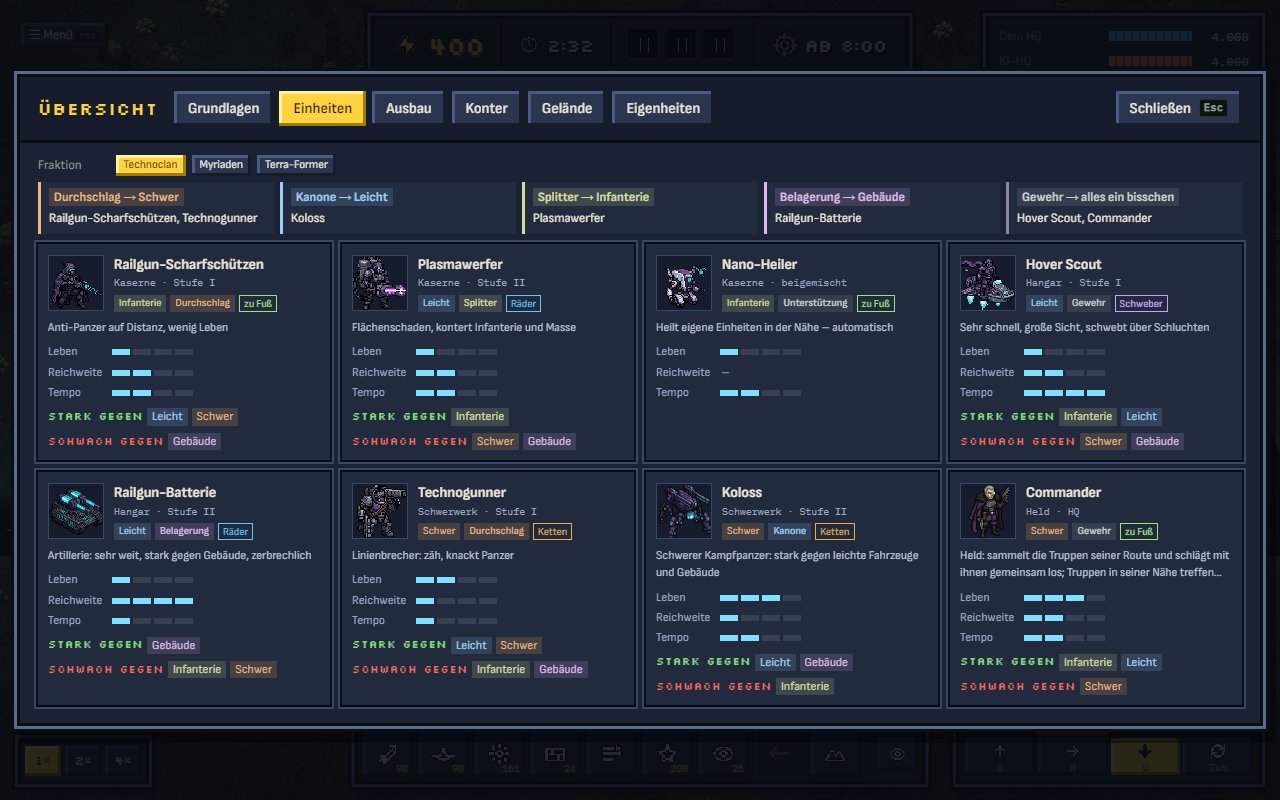 ☰ Menü F10
400
2:32
AB 8:00
Dein HQ 4.000
KI-HQ 4.000
ÜBERSICHT
Grundlagen
Einheiten
Ausbau
Konter
Gelände
Eigenheiten
Schließen Esc
Fraktion
Technoclan
Myriaden
Terra-Former
Durchschlag → Schwer
Railgun-Scharfschützen, Technogunner
Kanone → Leicht
Koloss
Splitter → Infanterie
Plasmawerfer
Belagerung → Gebäude
Railgun-Batterie
Gewehr → alles ein bisschen
Hover Scout, Commander
Railgun-Scharfschützen
Kaserne · Stufe I
Infanterie Durchschlag zu Fuß
Anti-Panzer auf Distanz, wenig Leben
Leben
Reichweite
Tempo
STARK GEGEN Leicht Schwer
SCHWACH GEGEN Gebäude
Plasmawerfer
Kaserne · Stufe II
Leicht Splitter Räder
Flächenschaden, kontert Infanterie und Masse
Leben
Reichweite
Tempo
STARK GEGEN Infanterie
SCHWACH GEGEN Schwer Gebäude
Nano-Heiler
Kaserne · beigemischt
Infanterie Unterstützung zu Fuß
Heilt eigene Einheiten in der Nähe – automatisch
Leben
Reichweite –
Tempo
Hover Scout
Hangar · Stufe I
Leicht Gewehr Schweber
Sehr schnell, große Sicht, schwebt über Schluchten
Leben
Reichweite
Tempo
STARK GEGEN Infanterie Leicht
SCHWACH GEGEN Schwer Gebäude
Railgun-Batterie
Hangar · Stufe II
Leicht Belagerung Räder
Artillerie: sehr weit, stark gegen Gebäude, zerbrechlich
Leben
Reichweite
Tempo
STARK GEGEN Gebäude
SCHWACH GEGEN Infanterie Schwer
Technogunner
Schwerwerk · Stufe I
Schwer Durchschlag Ketten
Linienbrecher: zäh, knackt Panzer
Leben
Reichweite
Tempo
STARK GEGEN Leicht Schwer
SCHWACH GEGEN Infanterie Gebäude
Koloss
Schwerwerk · Stufe II
Schwer Kanone Ketten
Schwerer Kampfpanzer: stark gegen leichte Fahrzeuge
und Gebäude
Leben
Reichweite
Tempo
STARK GEGEN Leicht Gebäude
SCHWACH GEGEN Infanterie
Commander
Held · HQ
Schwer Gewehr zu Fuß
Held: sammelt die Truppen seiner Route und schlägt mit
ihnen gemeinsam los; Truppen in seiner Nähe treffen...
Leben
Reichweite
Tempo
STARK GEGEN Infanterie Leicht
SCHWACH GEGEN Schwer
1× 2× 4×
98 90 161 24 200 25
Tab